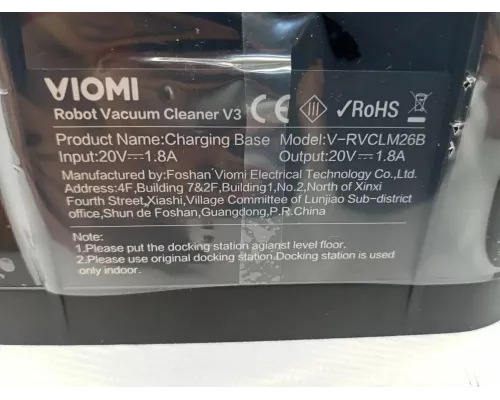 VIOMI
Robot Vacuum Cleaner V3 CE ✓RoHS
Product Name:Charging Base Model:V-RVCLM26B
Input:20V⎓1.8A Output:20V⎓1.8A
Manufactured by:Foshan Viomi Electrical Technology Co.,Ltd.
Address:4F,Building 7&2F,Building1,No.2,North of Xinxi
Fourth Street,Xiashi,Village Committee of Lunjiao Sub-district
office,Shun de Foshan,Guangdong,P.R.China
Note:
1.Please put the docking station agianst level floor.
2.Please use original docking station.Docking station is used
only indoor.